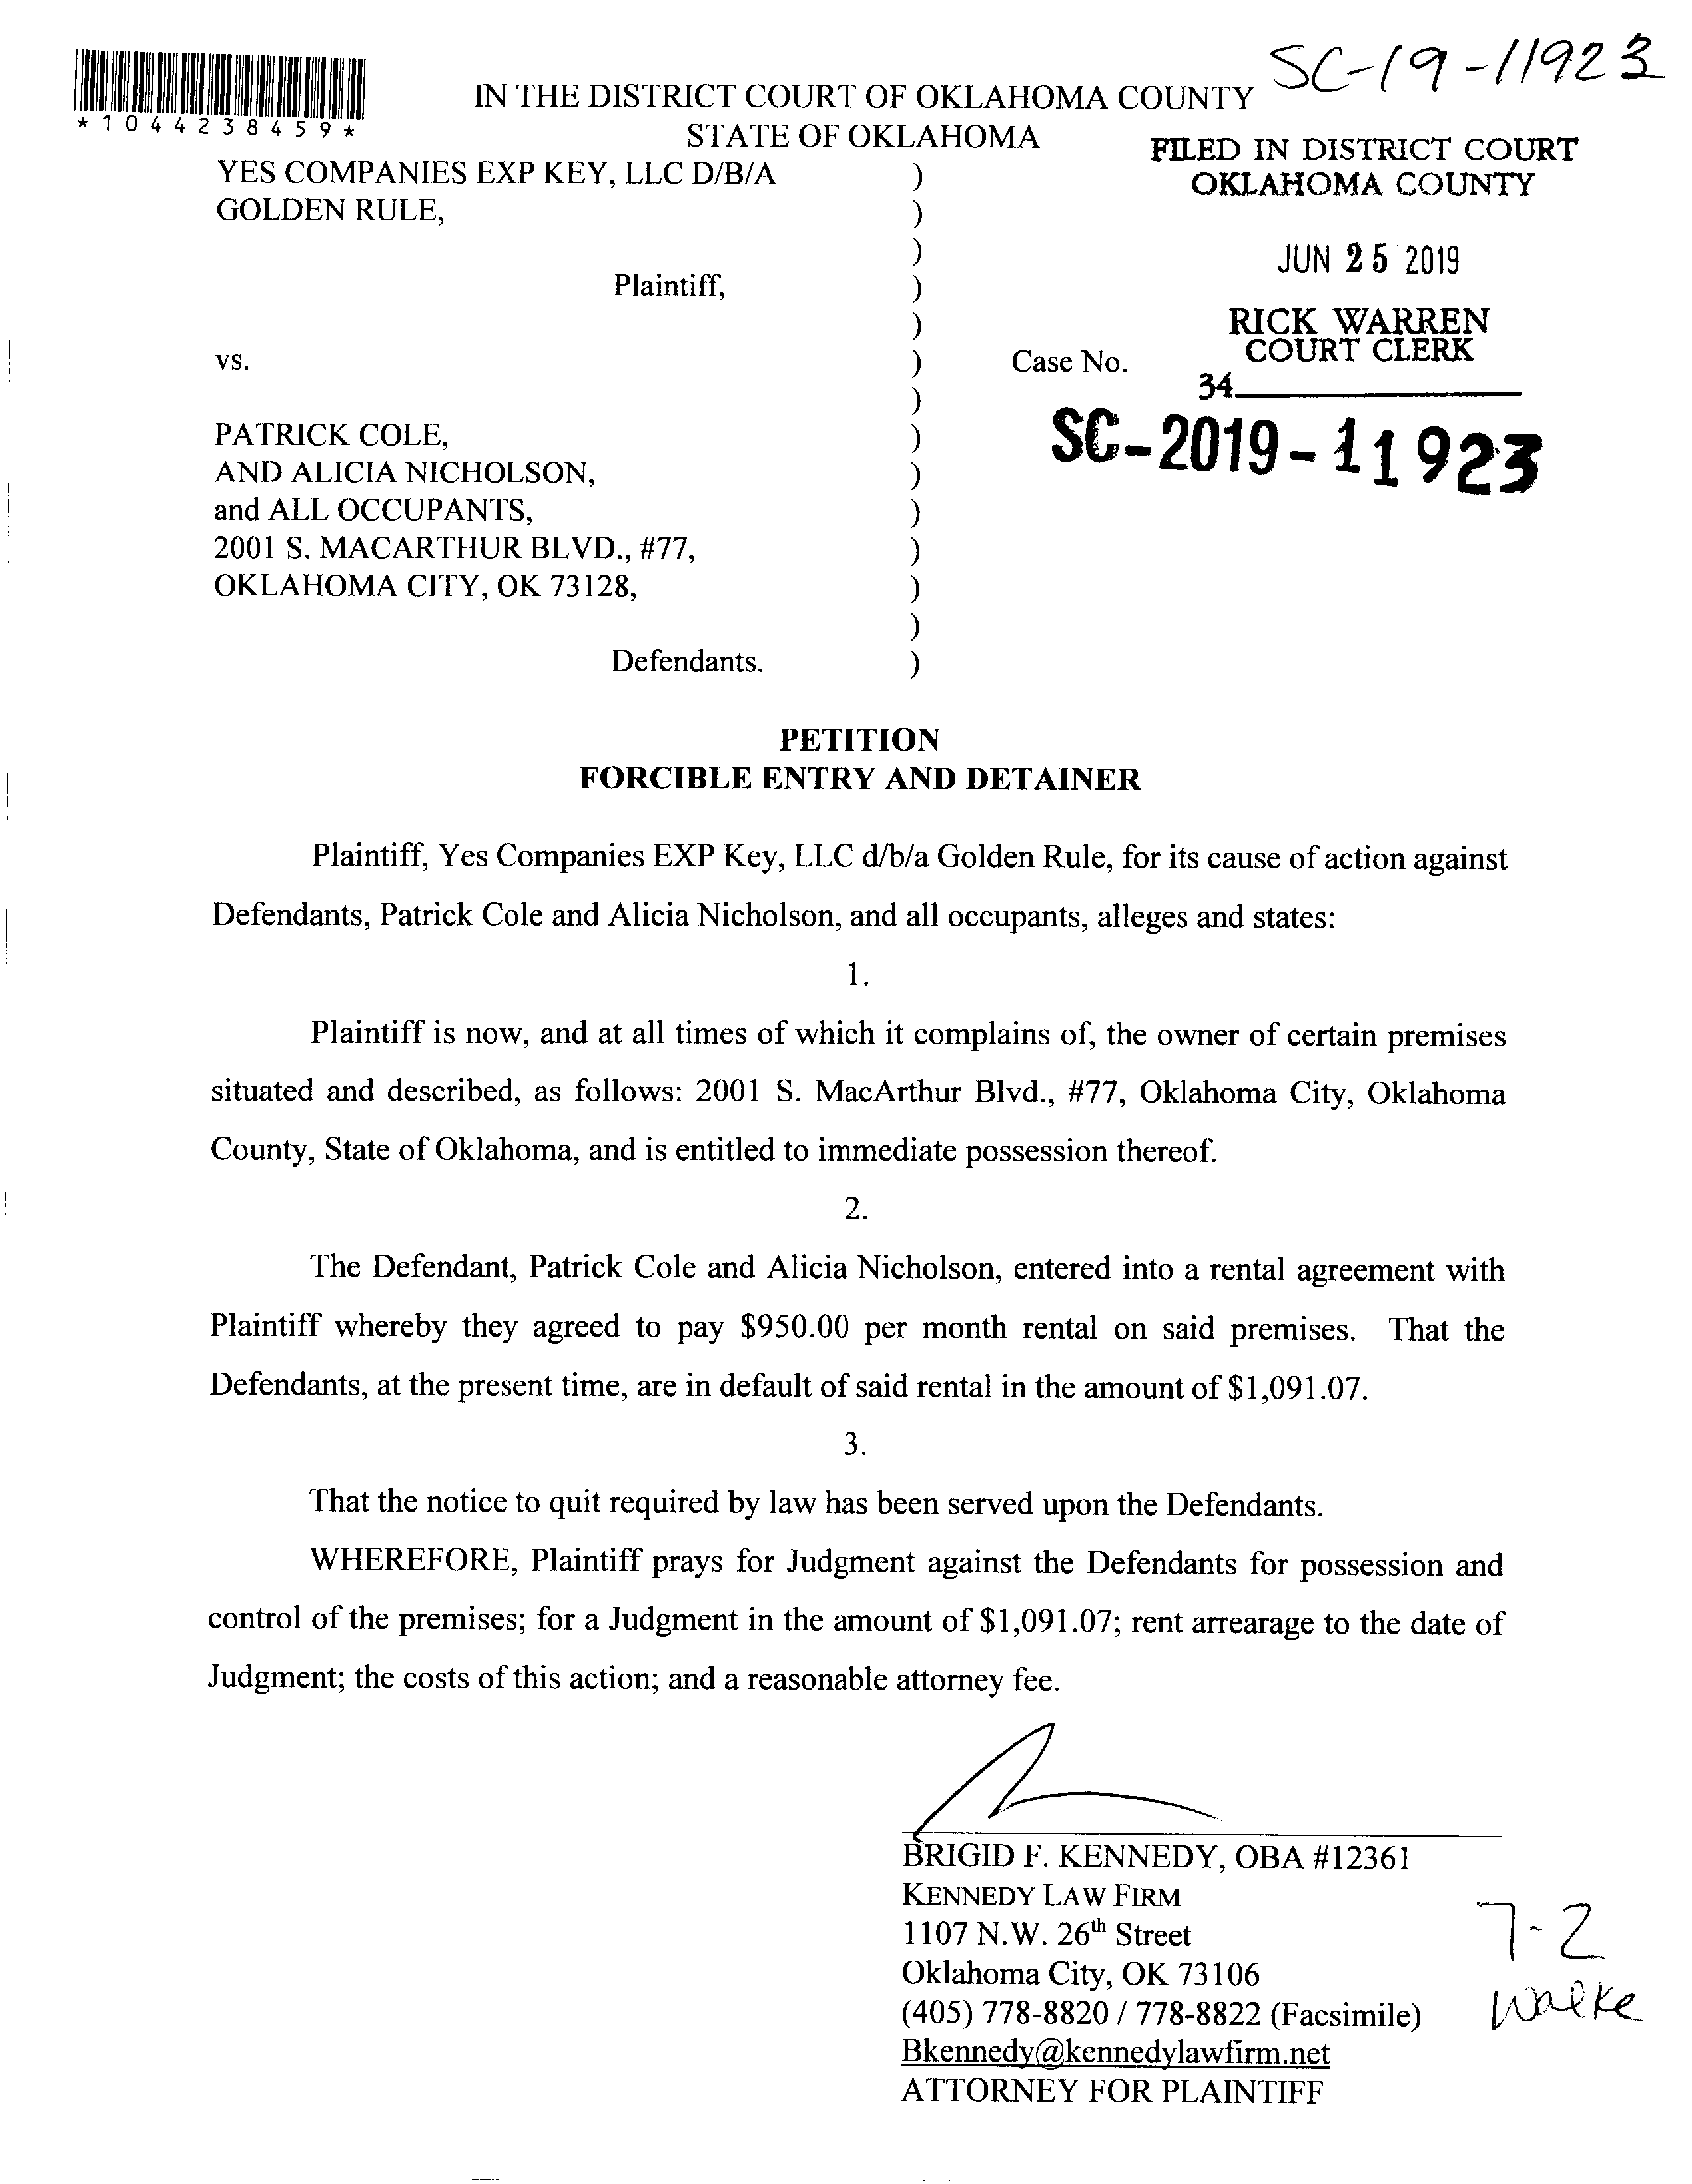 SC-19-11923
*1044238459*
IN THE DISTRICT COURT OF OKLAHOMA COUNTY
STATE OF OKLAHOMA
FILED IN DISTRICT COURT
OKLAHOMA COUNTY
JUN 25 2019
RICK WARREN
COURT CLERK
34
YES COMPANIES EXP KEY, LLC D/B/A )
GOLDEN RULE, )
)
Plaintiff, )
)
vs. ) Case No.
)
SC-2019-11923
PATRICK COLE, )
AND ALICIA NICHOLSON, )
and ALL OCCUPANTS, )
2001 S. MACARTHUR BLVD., #77, )
OKLAHOMA CITY, OK 73128, )
)
Defendants. )
PETITION
FORCIBLE ENTRY AND DETAINER
Plaintiff, Yes Companies EXP Key, LLC d/b/a Golden Rule, for its cause of action against
Defendants, Patrick Cole and Alicia Nicholson, and all occupants, alleges and states:
1.
Plaintiff is now, and at all times of which it complains of, the owner of certain premises
situated and described, as follows: 2001 S. MacArthur Blvd., #77, Oklahoma City, Oklahoma
County, State of Oklahoma, and is entitled to immediate possession thereof.
2.
The Defendant, Patrick Cole and Alicia Nicholson, entered into a rental agreement with
Plaintiff whereby they agreed to pay $950.00 per month rental on said premises. That the
Defendants, at the present time, are in default of said rental in the amount of $1,091.07.
3.
That the notice to quit required by law has been served upon the Defendants.
WHEREFORE, Plaintiff prays for Judgment against the Defendants for possession and
control of the premises; for a Judgment in the amount of $1,091.07; rent arrearage to the date of
Judgment; the costs of this action; and a reasonable attorney fee.
BRIGID F. KENNEDY, OBA #12361
KENNEDY LAW FIRM
1107 N.W. 26th Street
Oklahoma City, OK 73106
(405) 778-8820 / 778-8822 (Facsimile)
Bkennedy@kennedylawfirm.net
ATTORNEY FOR PLAINTIFF
7-2
Walke